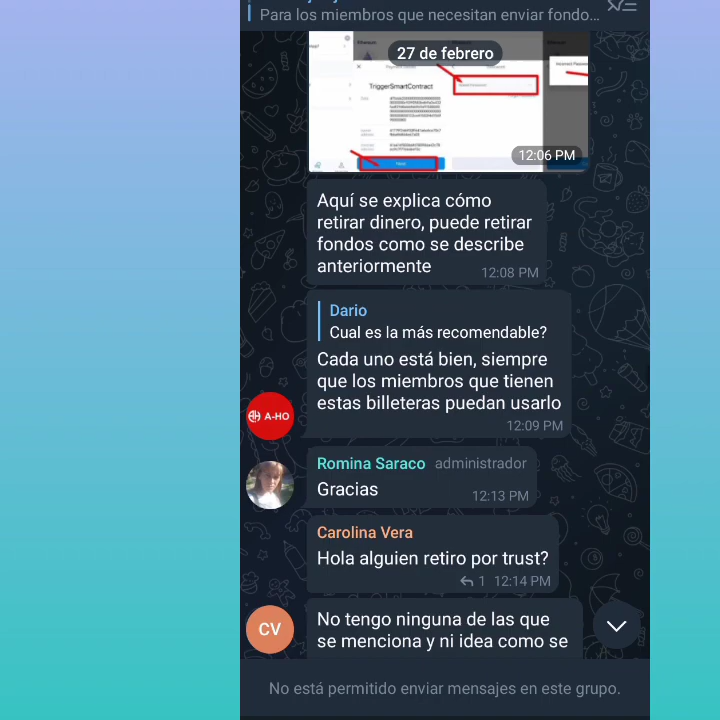 Para los miembros que necesitan enviar fondo...
27 de febrero
TriggerSmartContract
12:06 PM
Aquí se explica cómo
retirar dinero, puede retirar
fondos como se describe
anteriormente
12:08 PM
Dario
Cual es la más recomendable?
Cada uno está bien, siempre
que los miembros que tienen
estas billeteras puedan usarlo
12:09 PM
A-HO
Romina Saraco administrador
Gracias
12:13 PM
Carolina Vera
Hola alguien retiro por trust?
1 12:14 PM
CV
No tengo ninguna de las que
se menciona y ni idea como se
No está permitido enviar mensajes en este grupo.